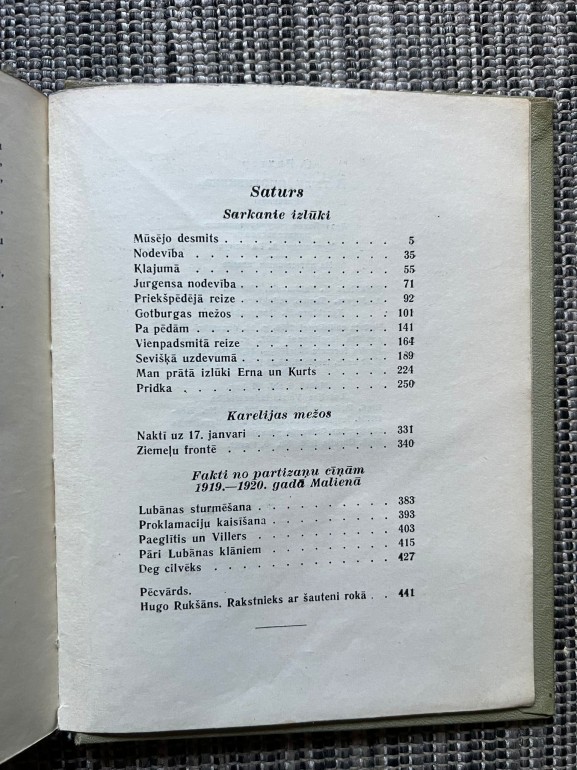 Saturs
Sarkanie izlūki
Mūsējo desmits . . . . . . . . . . . . 5
Nodevība . . . . . . . . . . . . . . 35
Klajumā . . . . . . . . . . . . . . 55
Jurgensa nodevība . . . . . . . . . . . 71
Priekšpēdējā reize . . . . . . . . . . . 92
Gotburgas mežos . . . . . . . . . . . 101
Pa pēdām . . . . . . . . . . . . . 141
Vienpadsmitā reize . . . . . . . . . . 164
Sevišķā uzdevumā . . . . . . . . . . . 189
Man prātā izlūki Erna un Kurts . . . . . . 224
Pridka . . . . . . . . . . . . . . 250
Karelijas mežos
Naktī uz 17. janvari . . . . . . . . . . 331
Ziemeļu frontē . . . . . . . . . . . . 340
Fakti no partizaņu cīņām
1919.—1920. gadā Malienā
Lubānas sturmēšana . . . . . . . . . . 383
Proklamaciju kaisīšana . . . . . . . . . 393
Paeglītis un Villers . . . . . . . . . . 403
Pāri Lubānas klāniem . . . . . . . . . 415
Deg cilvēks . . . . . . . . . . . . 427
Pēcvārds.
Hugo Rukšāns. Rakstnieks ar šauteni rokā . . 441